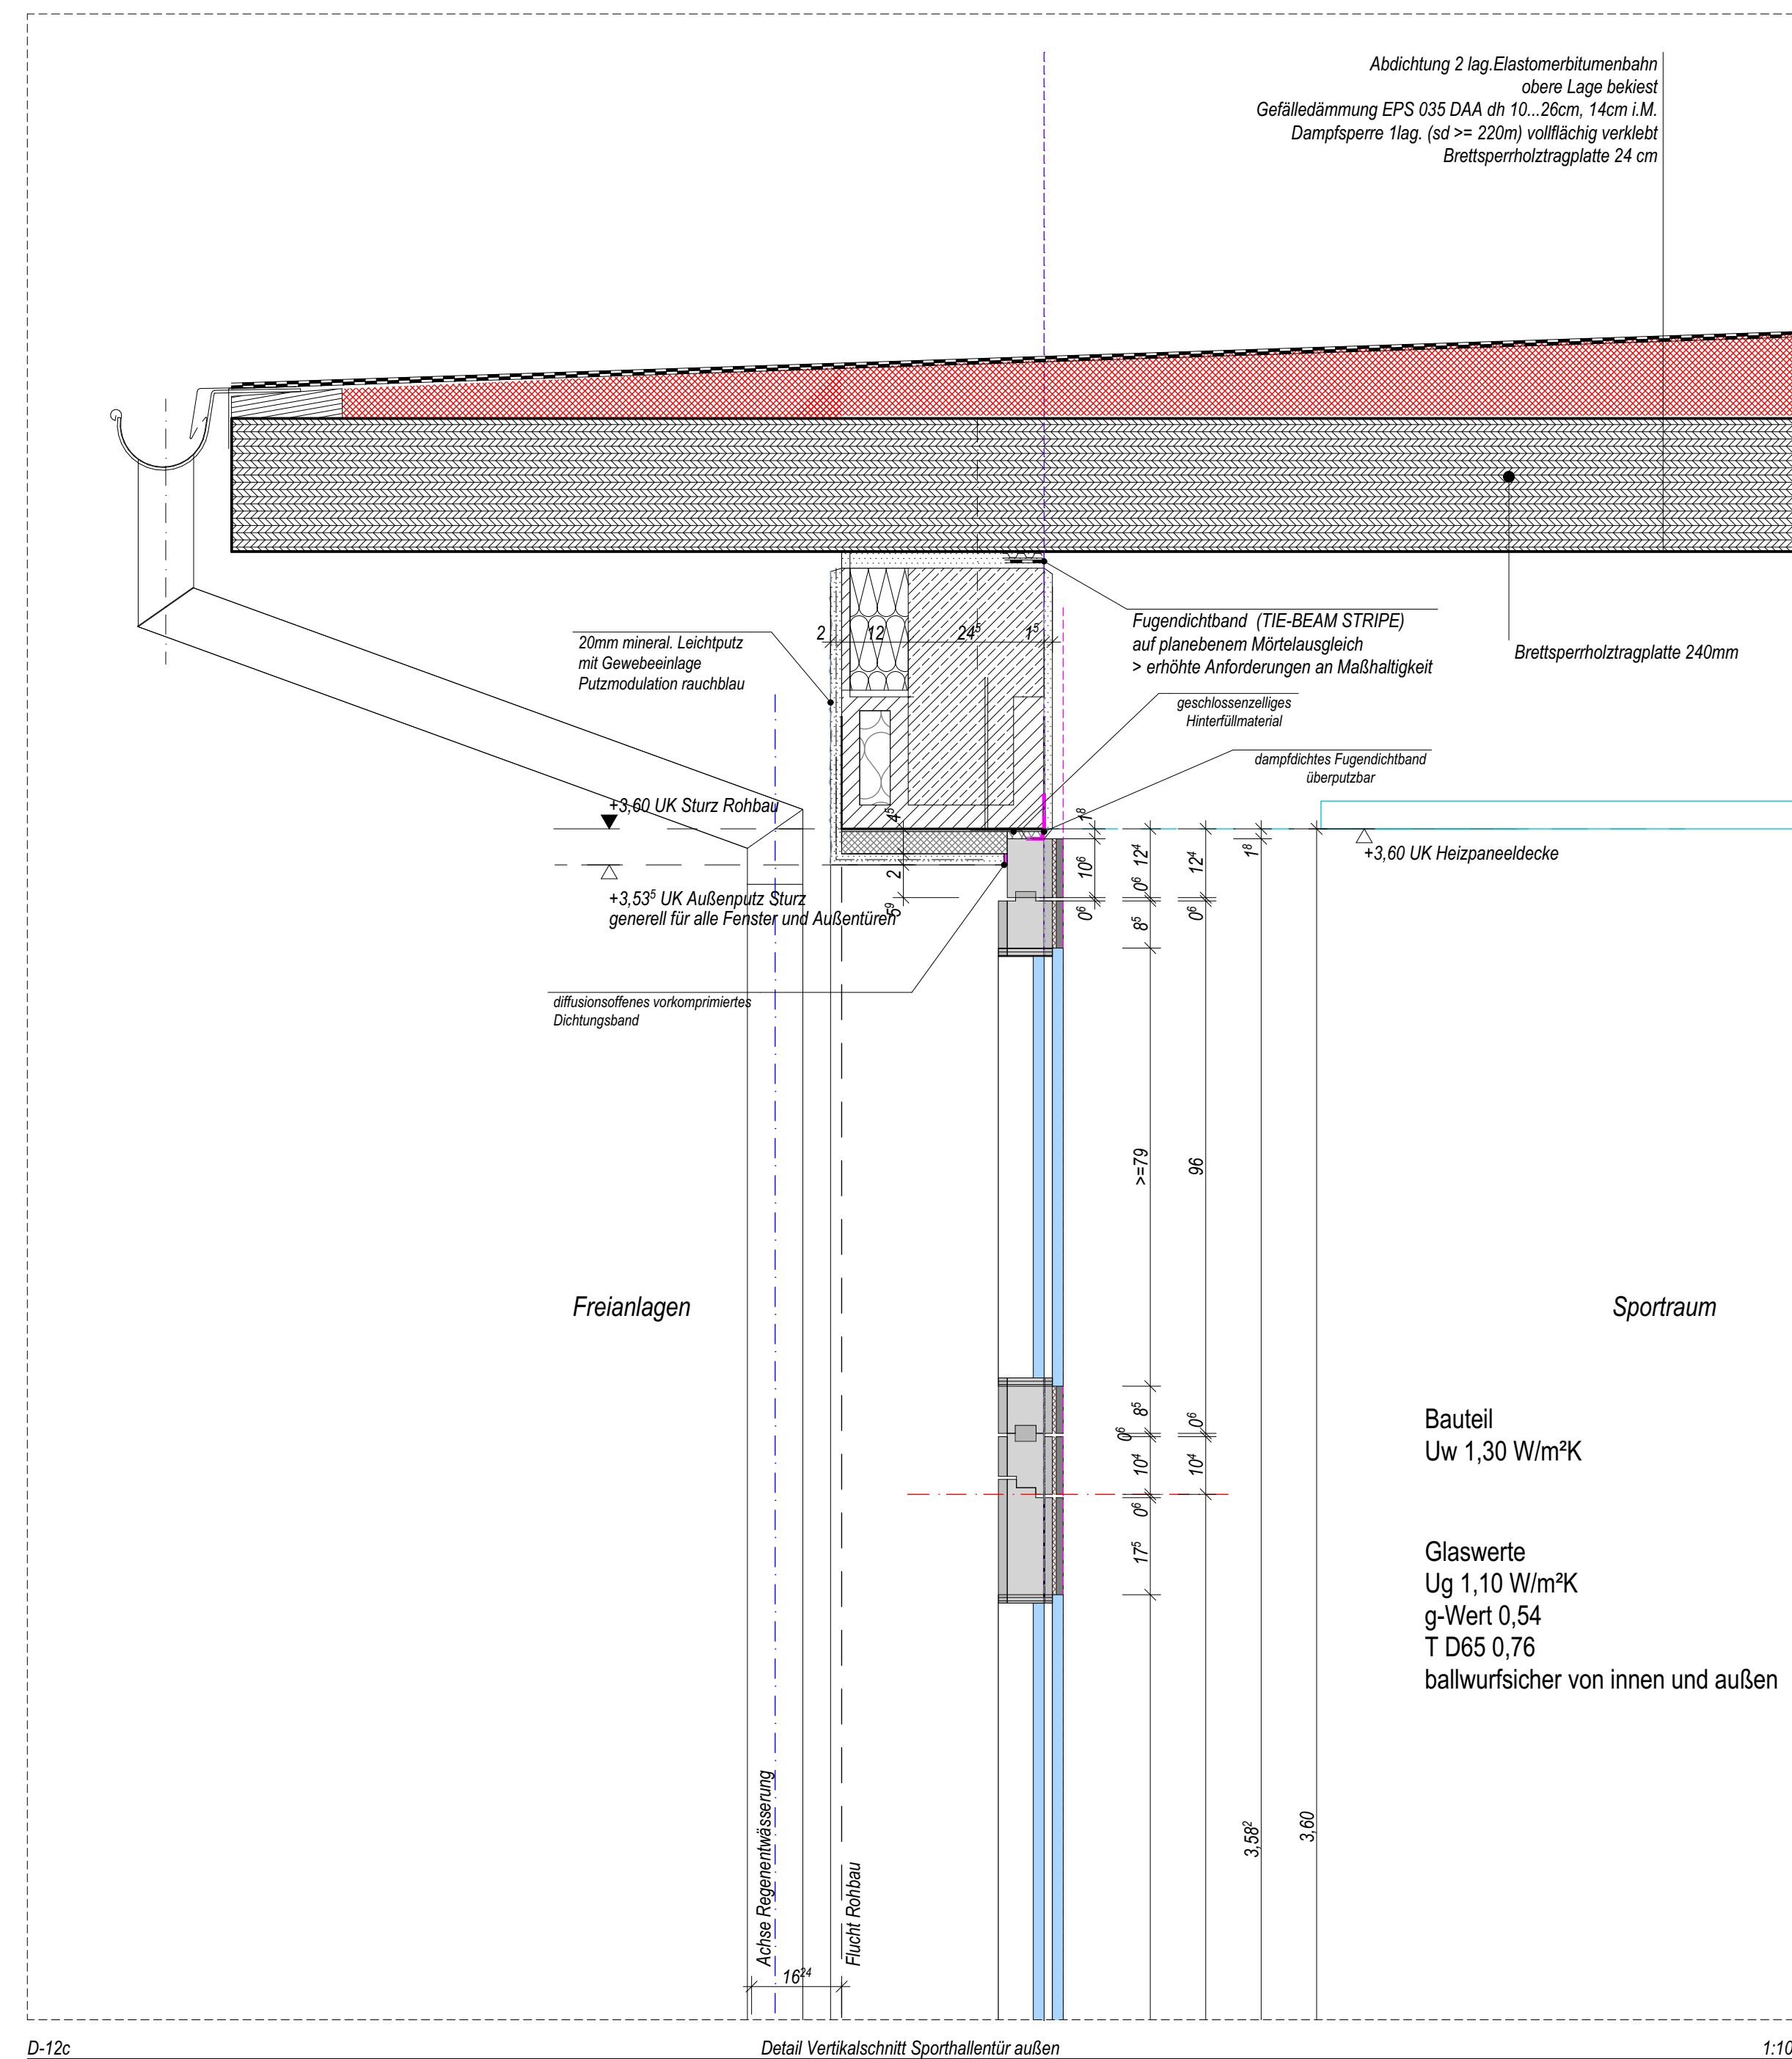 Abdichtung 2 lag.Elastomerbitumenbahn
obere Lage bekiest
Gefälledämmung EPS 035 DAA dh 10...26cm, 14cm i.M.
Dampfsperre 1lag. (sd >= 220m) vollflächig verklebt
Brettsperrholztragplatte 24 cm
Fugendichtband (TIE-BEAM STRIPE)
auf planebenem Mörtelausgleich
> erhöhte Anforderungen an Maßhaltigkeit
Brettsperrholztragplatte 240mm
20mm mineral. Leichtputz
mit Gewebeeinlage
Putzmodulation rauchblau
2
12
24⁵
1⁵
geschlossenzelliges
Hinterfüllmaterial
dampfdichtes Fugendichtband
überputzbar
+3,60 UK Sturz Rohbau
4⁵
1⁸
+3,60 UK Heizpaneeldecke
2
10⁶
12⁴
12⁴
1⁸
+3,53⁵ UK Außenputz Sturz
generell für alle Fenster und Außentüren
5⁹
0⁶
0⁶
8⁵
0⁶
diffusionsoffenes vorkomprimiertes
Dichtungsband
>=79
96
Freianlagen
Sportraum
8⁵
0⁶
0⁶
10⁴
10⁴
0⁶
17⁵
Bauteil
Uw 1,30 W/m²K
Glaswerte
Ug 1,10 W/m²K
g-Wert 0,54
T D65 0,76
ballwurfsicher von innen und außen
Achse Regenentwässerung
Flucht Rohbau
3,58²
3,60
16²⁴
D-12c
Detail Vertikalschnitt Sporthallentür außen
1:10